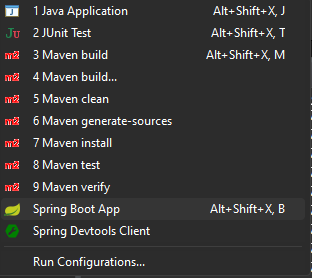 1 Java Application Alt+Shift+X, J
2 JUnit Test Alt+Shift+X, T
3 Maven build Alt+Shift+X, M
4 Maven build...
5 Maven clean
6 Maven generate-sources
7 Maven install
8 Maven test
9 Maven verify
Spring Boot App Alt+Shift+X, B
Spring Devtools Client
Run Configurations...